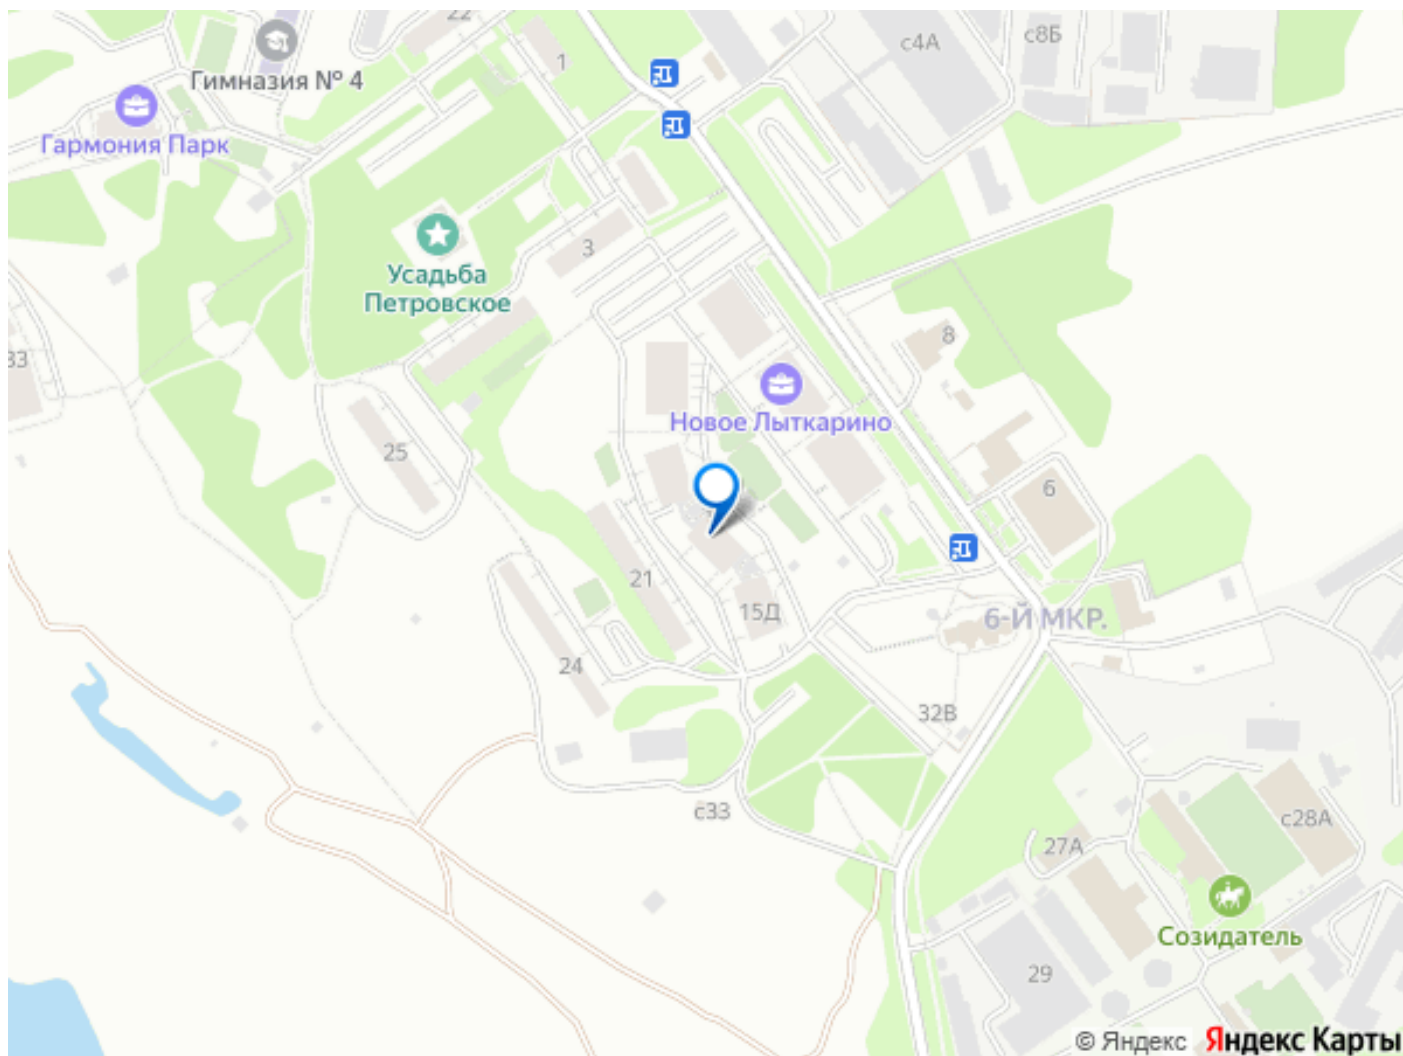 22
с4А
с8Б
1
Гимназия № 4
Гармония Парк
3
Усадьба
Петровское
8
33
Новое Лыткарино
25
6
21
15Д
6-Й МКР.
24
32В
с33
с28А
27А
Созидатель
29
© Яндекс Яндекс Карты